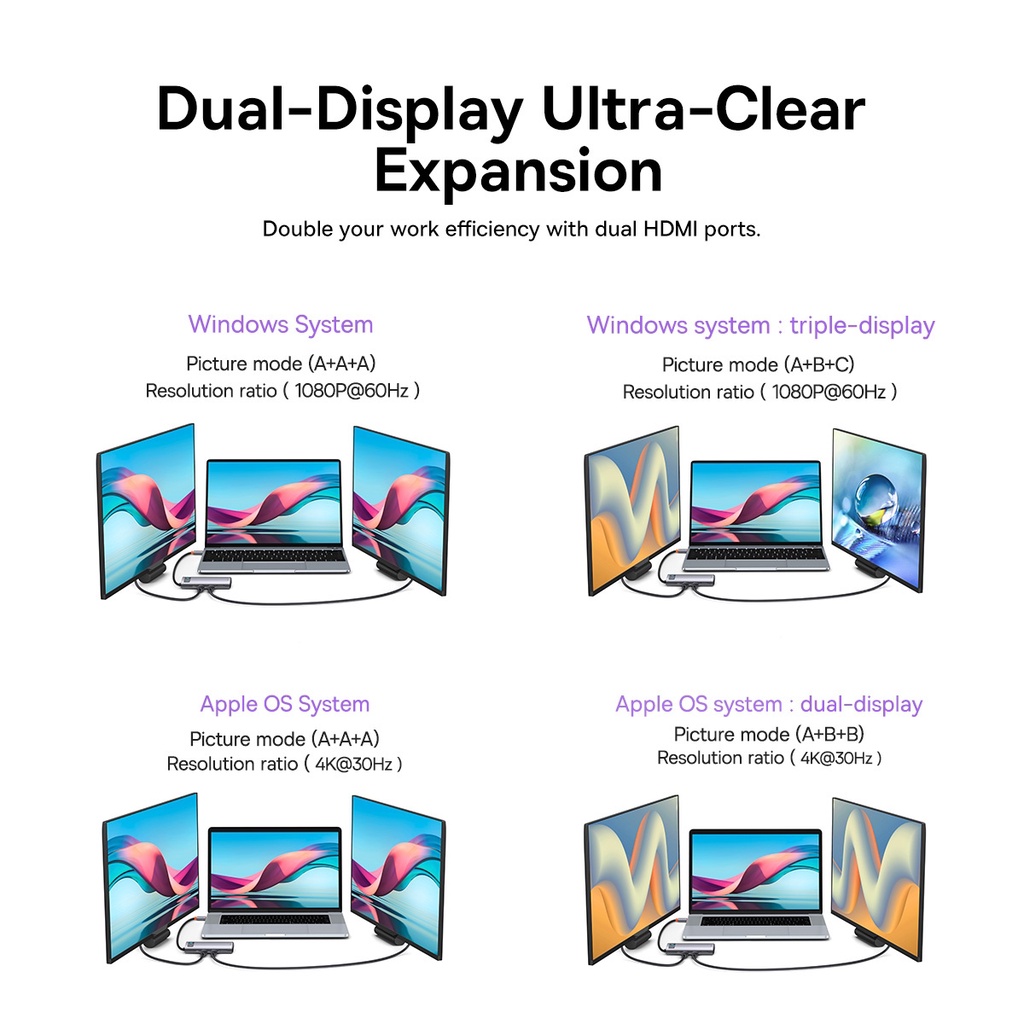 Dual-Display Ultra-Clear
Expansion
Double your work efficiency with dual HDMI ports.
Windows System
Picture mode (A+A+A)
Resolution ratio ( 1080P@60Hz )
Windows system : triple-display
Picture mode (A+B+C)
Resolution ratio ( 1080P@60Hz )
Apple OS System
Picture mode (A+A+A)
Resolution ratio ( 4K@30Hz )
Apple OS system : dual-display
Picture mode (A+B+B)
Resolution ratio ( 4K@30Hz )